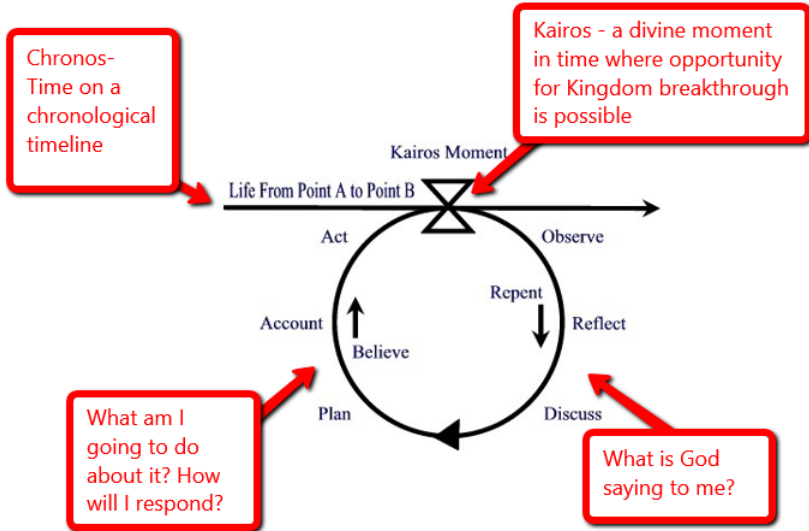 Chronos-
Time on a
chronological
timeline
Kairos - a divine moment
in time where opportunity
for Kingdom breakthrough
is possible
Kairos Moment
Life From Point A to Point B
Act
Observe
Repent
Account
Reflect
Believe
Plan
Discuss
What am I
going to do
about it? How
will I respond?
What is God
saying to me?